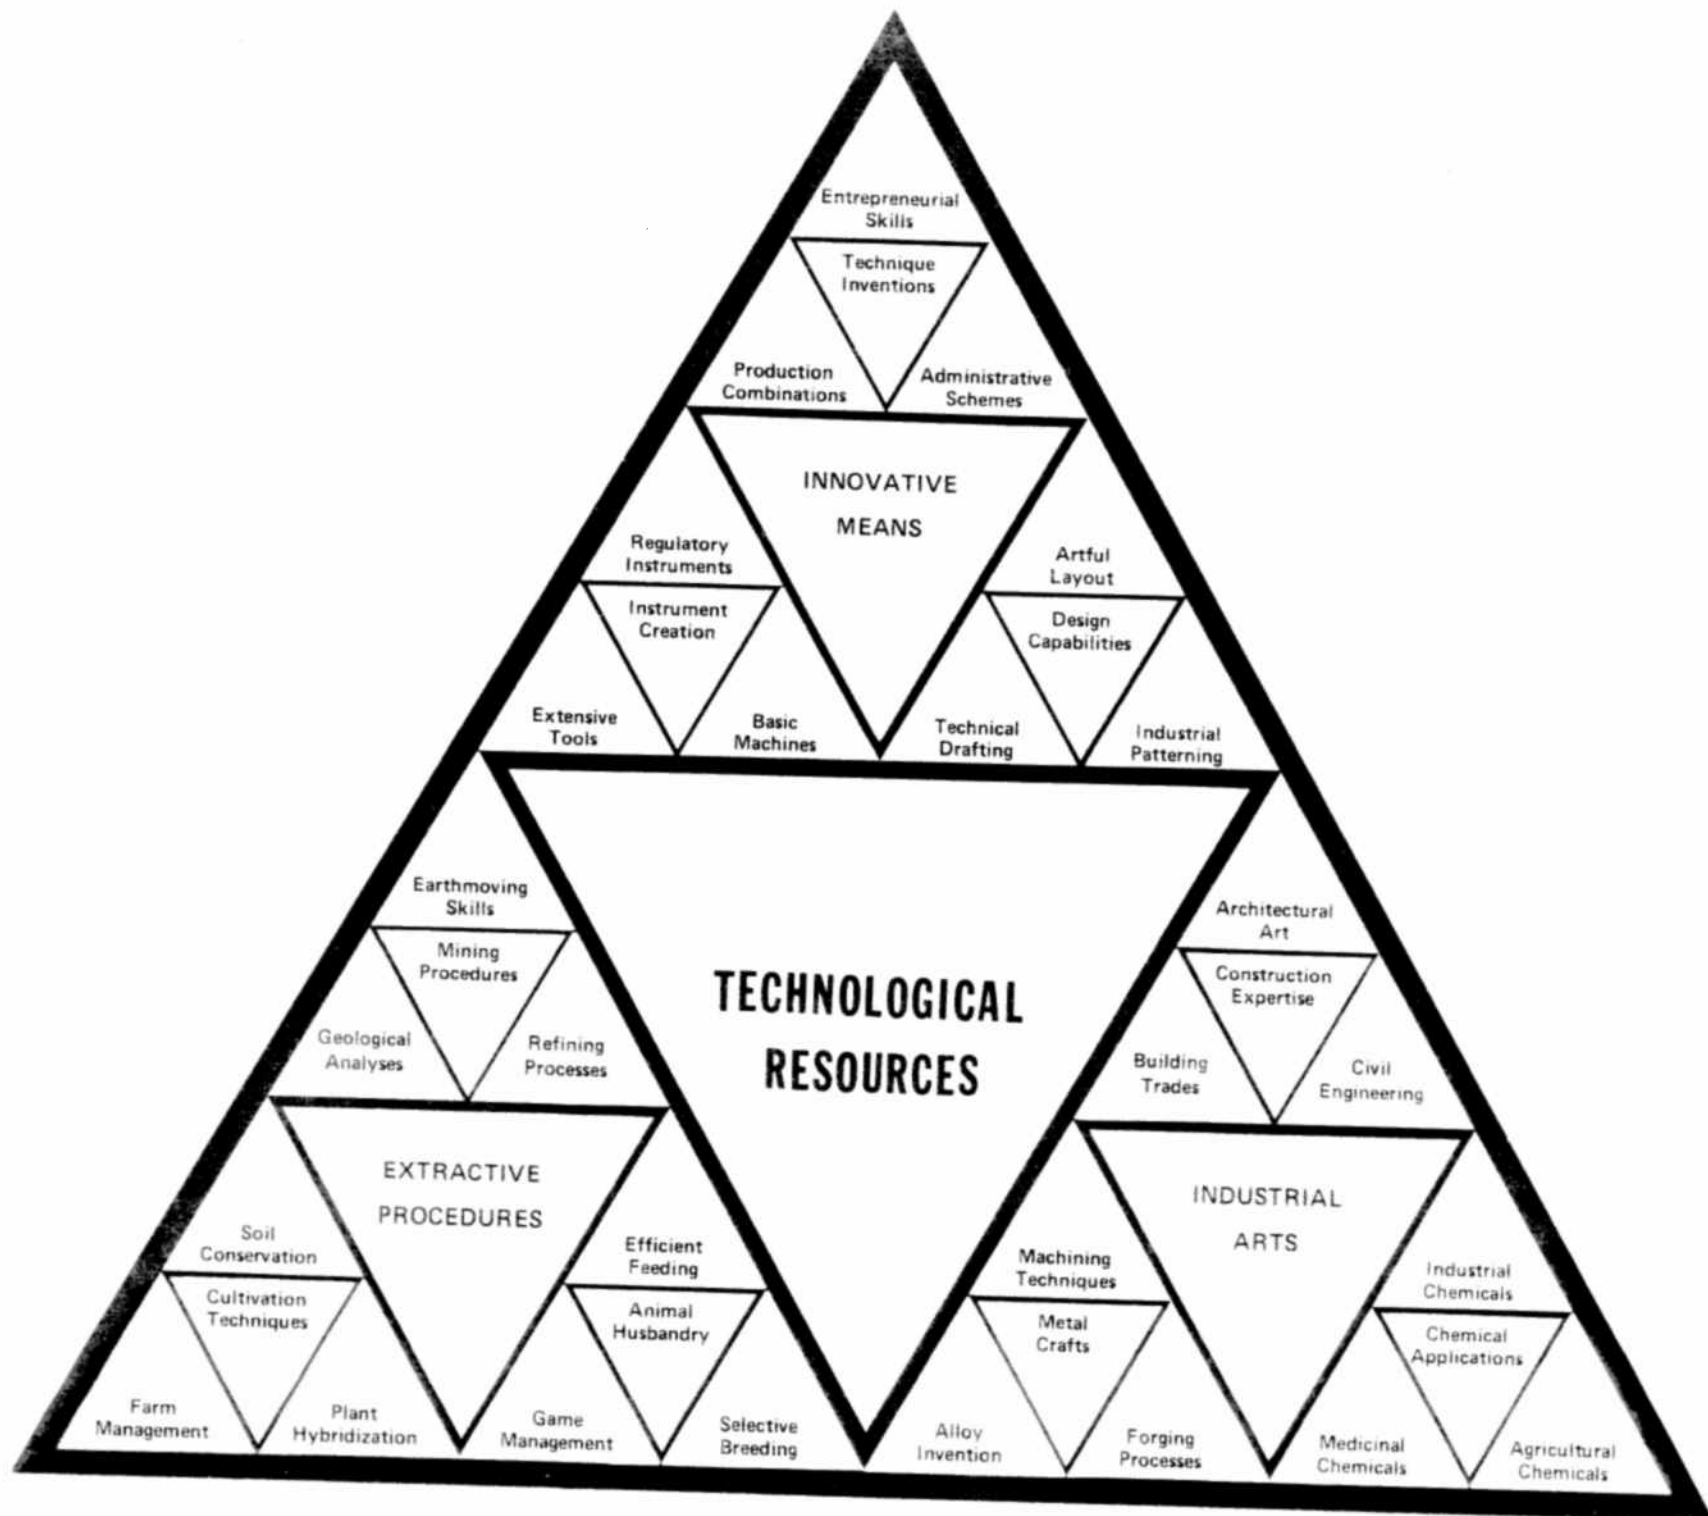 Entrepreneurial
Skills
Technique
Inventions
Production
Combinations
Administrative
Schemes
INNOVATIVE
MEANS
Regulatory
Instruments
Instrument
Creation
Extensive
Tools
Basic
Machines
Artful
Layout
Design
Capabilities
Technical
Drafting
Industrial
Patterning
TECHNOLOGICAL
RESOURCES
Earthmoving
Skills
Mining
Procedures
Geological
Analyses
Refining
Processes
EXTRACTIVE
PROCEDURES
Soil
Conservation
Cultivation
Techniques
Farm
Management
Plant
Hybridization
Efficient
Feeding
Animal
Husbandry
Game
Management
Selective
Breeding
Architectural
Art
Construction
Expertise
Building
Trades
Civil
Engineering
INDUSTRIAL
ARTS
Machining
Techniques
Metal
Crafts
Alloy
Invention
Forging
Processes
Industrial
Chemicals
Chemical
Applications
Medicinal
Chemicals
Agricultural
Chemicals